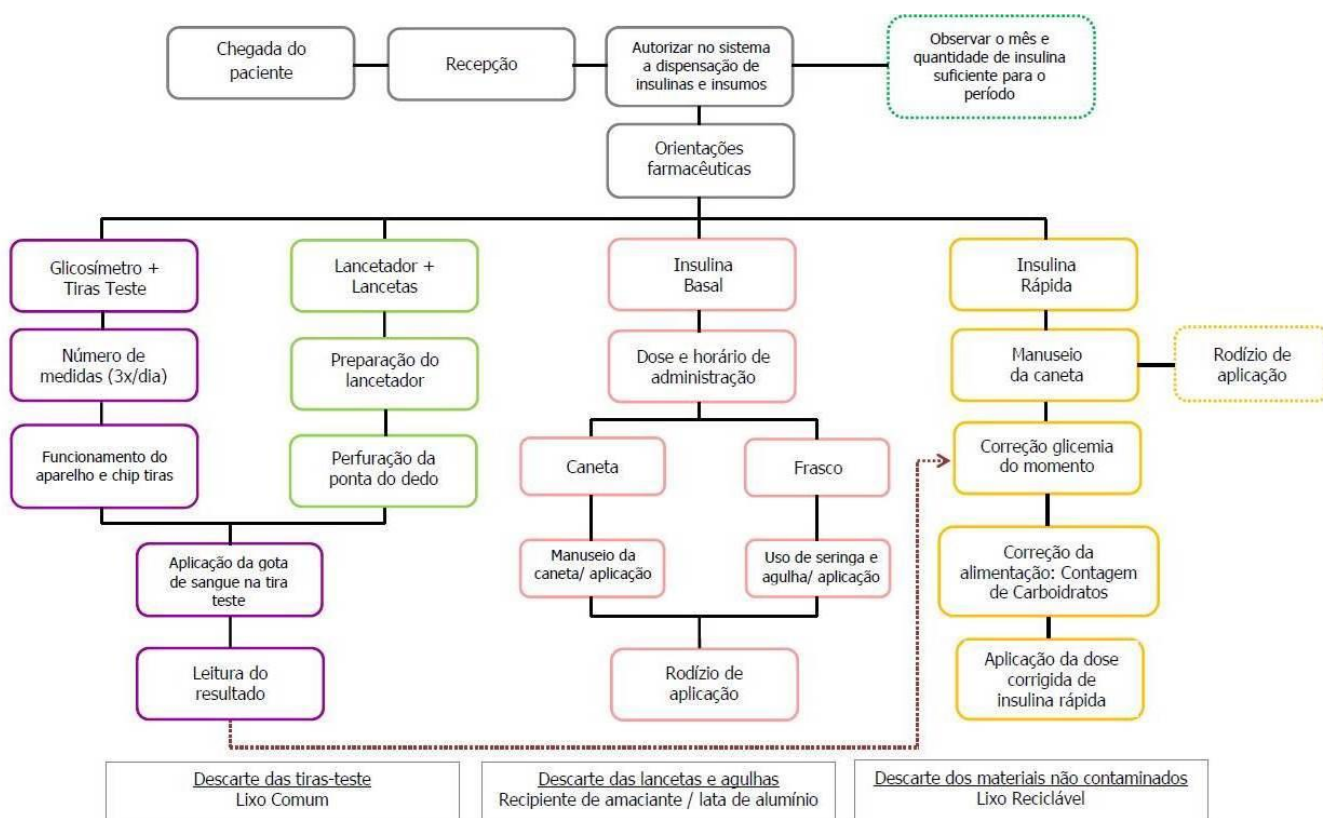 Chegada do
paciente
Recepção
Autorizar no sistema
a dispensação de
insulinas e insumos
Observar o mês e
quantidade de insulina
suficiente para o
período
Orientações
farmacêuticas
Glicosímetro +
Tiras Teste
Lancetador +
Lancetas
Insulina
Basal
Insulina
Rápida
Número de
medidas (3x/dia)
Preparação do
lancetador
Dose e horário de
administração
Manuseio
da caneta
Rodízio de
aplicação
Funcionamento do
aparelho e chip tiras
Perfuração da
ponta do dedo
Caneta
Frasco
Correção glicemia
do momento
Aplicação da gota
de sangue na tira
teste
Manuseio da
caneta/ aplicação
Uso de seringa e
agulha/ aplicação
Correção da
alimentação: Contagem
de Carboidratos
Leitura do
resultado
Rodízio de
aplicação
Aplicação da dose
corrigida de
insulina rápida
Descarte das tiras-teste
Lixo Comum
Descarte das lancetas e agulhas
Recipiente de amaciante / lata de alumínio
Descarte dos materiais não contaminados
Lixo Reciclável